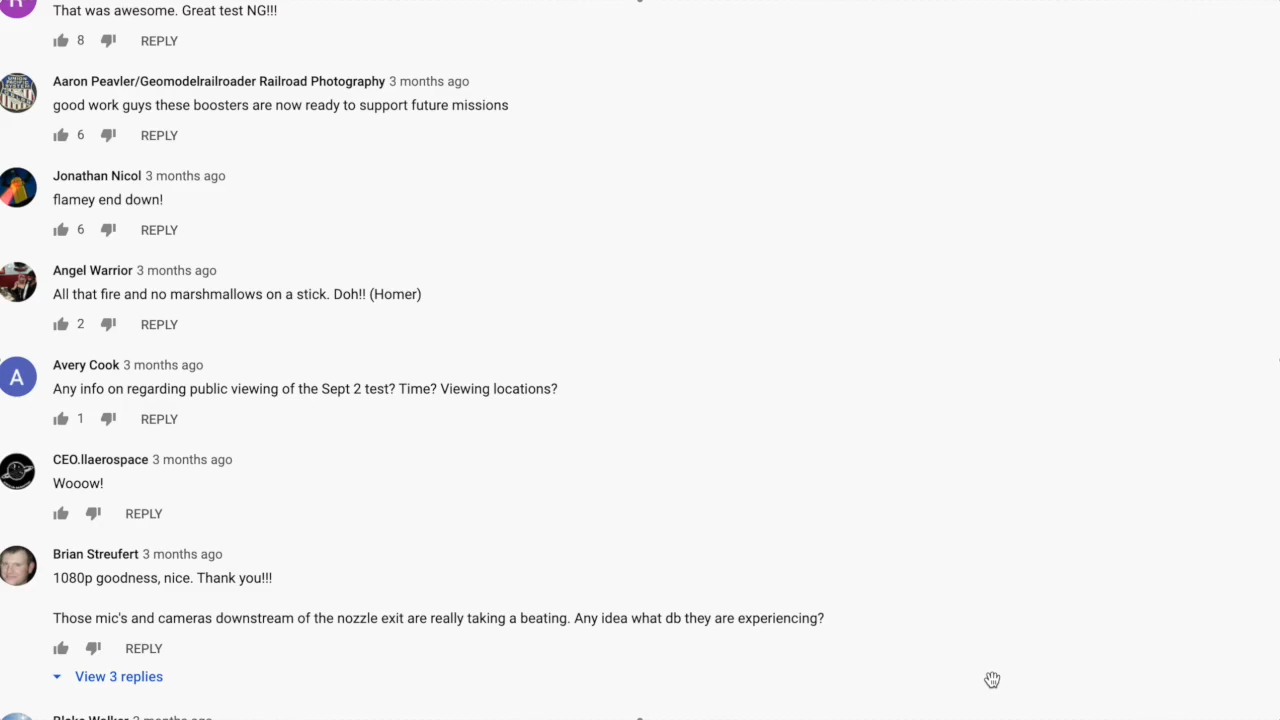 That was awesome. Great test NG!!!
8 REPLY
Aaron Peavler/Geomodelrailroader Railroad Photography 3 months ago
good work guys these boosters are now ready to support future missions
6 REPLY
Jonathan Nicol 3 months ago
flamey end down!
6 REPLY
Angel Warrior 3 months ago
All that fire and no marshmallows on a stick. Doh!! (Homer)
2 REPLY
A
Avery Cook 3 months ago
Any info on regarding public viewing of the Sept 2 test? Time? Viewing locations?
1 REPLY
CEO.llaerospace 3 months ago
Wooow!
REPLY
Brian Streufert 3 months ago
1080p goodness, nice. Thank you!!!
Those mic's and cameras downstream of the nozzle exit are really taking a beating. Any idea what db they are experiencing?
REPLY
View 3 replies